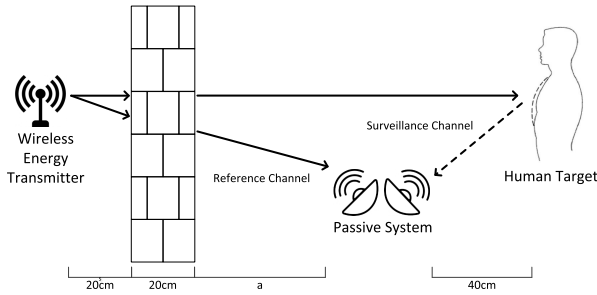 Surveillance Channel
Wireless
Energy
Transmitter
Reference Channel
Human Target
Passive System
20cm
20cm
a
40cm